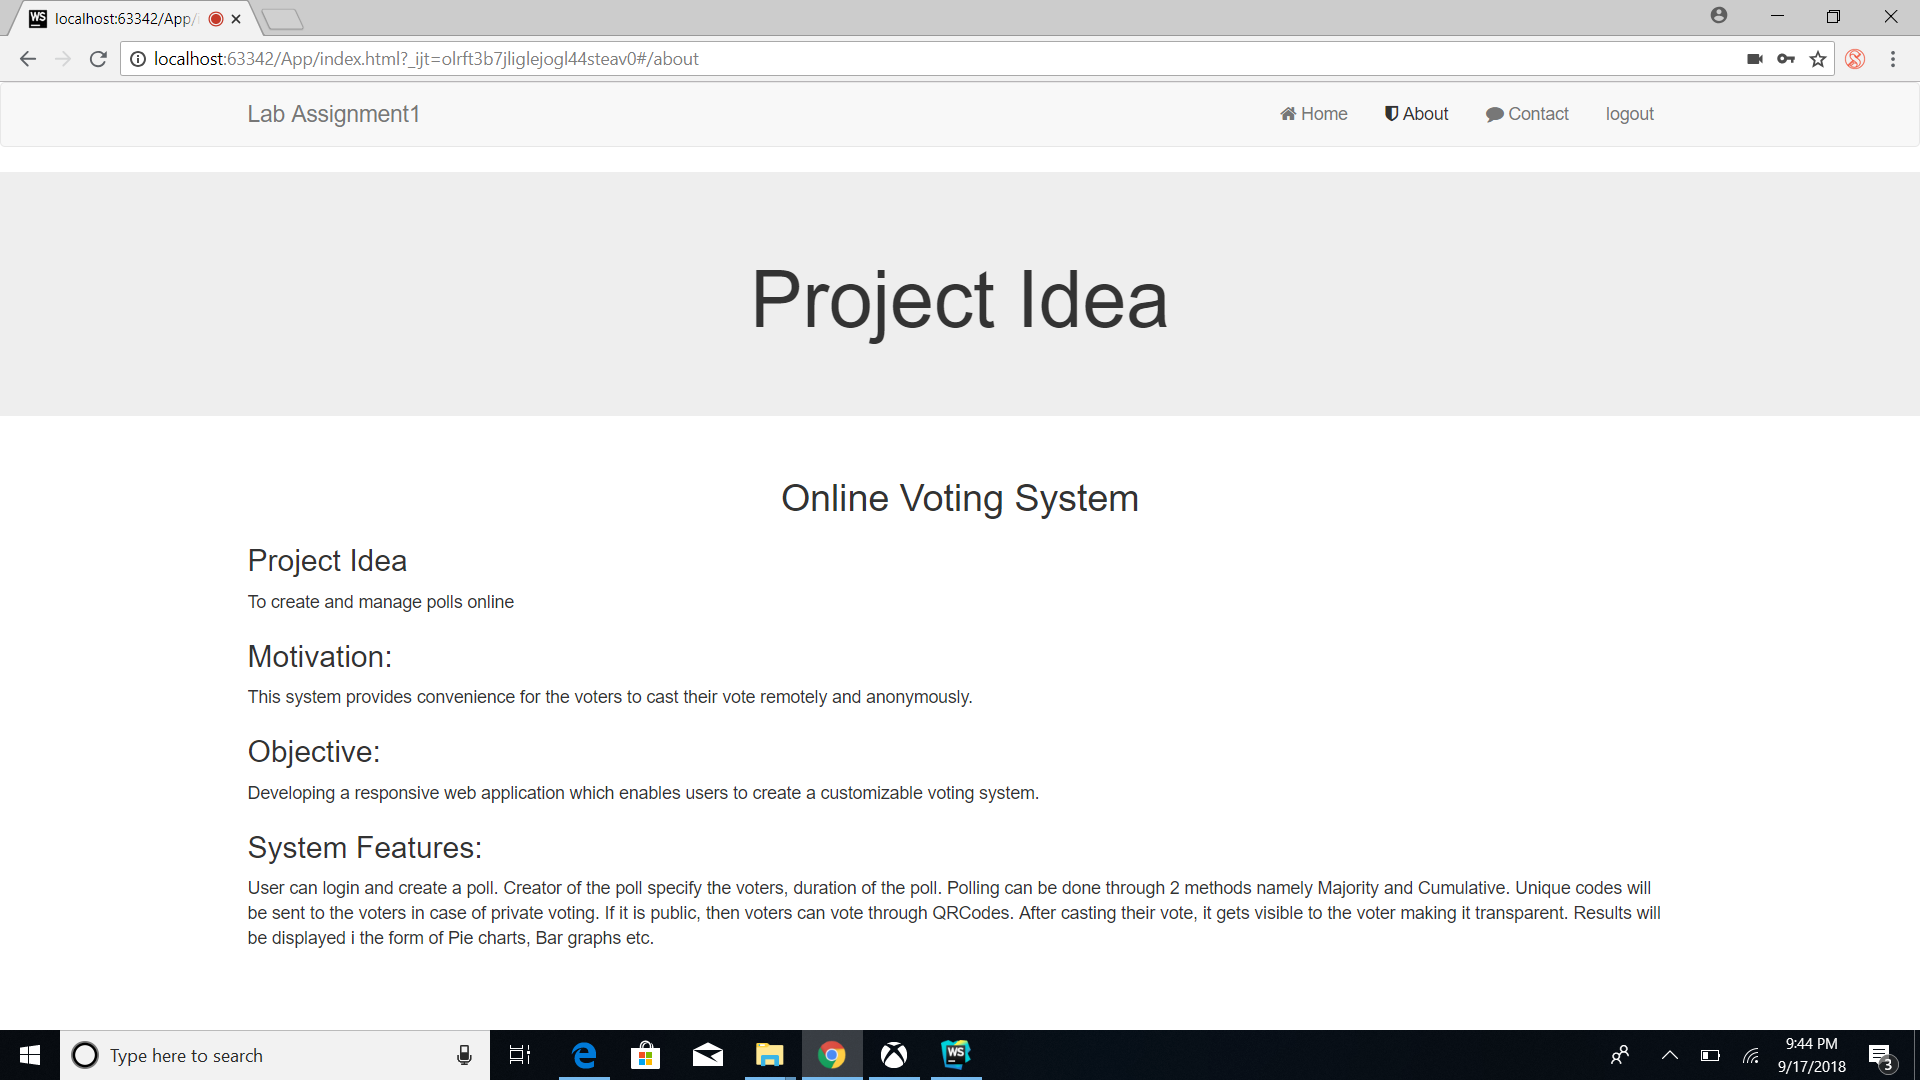 WS localhost:63342/App/i
localhost:63342/App/index.html?_ijt=olrft3b7jliglejogl44steav0#/about
Lab Assignment1 Home About Contact logout
Project Idea
Online Voting System
Project Idea
To create and manage polls online
Motivation:
This system provides convenience for the voters to cast their vote remotely and anonymously.
Objective:
Developing a responsive web application which enables users to create a customizable voting system.
System Features:
User can login and create a poll. Creator of the poll specify the voters, duration of the poll. Polling can be done through 2 methods namely Majority and Cumulative. Unique codes will
be sent to the voters in case of private voting. If it is public, then voters can vote through QRCodes. After casting their vote, it gets visible to the voter making it transparent. Results will
be displayed i the form of Pie charts, Bar graphs etc.
Type here to search
WS
9:44 PM
9/17/2018
3